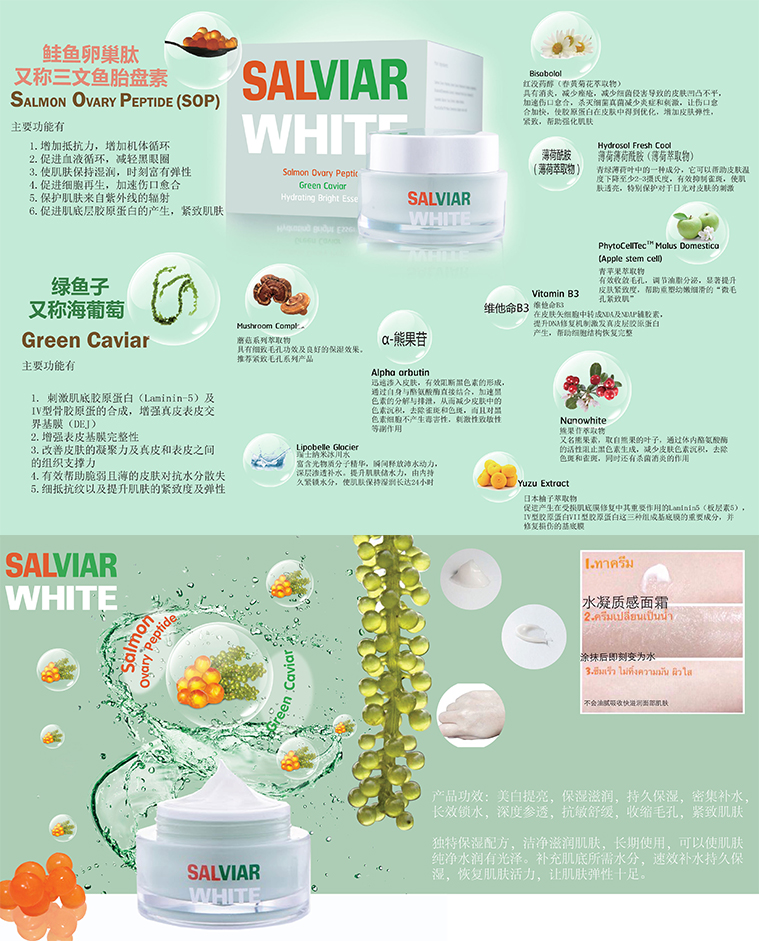 鲑鱼卵巢肽
又称三文鱼胎盘素
SALMON OVARY PEPTIDE (SOP)
主要功能有
1.增加抵抗力，增加机体循环
2.促进血液循环，减轻黑眼圈
3.使肌肤保持湿润，时刻富有弹性
4.促进细胞再生，加速伤口愈合
5.保护肌肤来自紫外线的辐射
6.促进肌底层胶原蛋白的产生，紧致肌肤
SALVIAR
WHITE
Salmon Ovary Peptide
Green Caviar
Hydrating Bright Esse
SALVIAR
WHITE
Bisabolol
红没药醇（春黄菊花萃取物）
具有消炎，减少痤疮，减少细菌侵害导致的皮肤凹凸不平，
加速伤口愈合，杀灭细菌真菌减少炎症和刺激，让伤口愈
合加快，使胶原蛋白在皮肤中得到优化，增加皮肤弹性，
紧致，帮助强化肌肤
薄荷酰胺
（薄荷萃取物）
Hydrosol Fresh Cool
薄荷薄荷酰胺（薄荷萃取物）
青绿薄荷叶中的一种成分，它可以帮助皮肤温
度下降至少2-3摄氏度，有效抑制雀斑，使肌
肤透亮，特别保护对于日光对皮肤的刺激
PhytoCellTec™ Malus Domestica
(Apple stem cell)
青苹果萃取物
有效收敛毛孔，调节油脂分泌，显著提升
皮肤紧致度，帮助重塑幼嫩细滑的“微毛
孔紧致肌”
绿鱼子
又称海葡萄
Green Caviar
主要功能有
1. 刺激肌底胶原蛋白（Laminin-5）及
IV型骨胶原蛋的合成，增强真皮表皮交
界基膜（DEJ）
2.增强表皮基膜完整性
3.改善皮肤的凝聚力及真皮和表皮之间
的组织支撑力
4.有效帮助脆弱且薄的皮肤对抗水分散失
5.细抵抗纹以及提升肌肤的紧致度及弹性
Mushroom Complex
蘑菇系列萃取物
具有细致毛孔功效及良好的保湿效果。
推荐紧致毛孔系列产品
α-熊果苷
Alpha arbutin
迅速渗入皮肤，有效阻断黑色素的形成，
通过自身与酪氨酸酶直接结合，加速黑
色素的分解与排泄，从而减少皮肤中的
色素沉积，去除雀斑和色斑，而且对黑
色素细胞不产生毒害性，刺激性致敏性
等副作用
维他命B3
Vitamin B3
维他命B3
在皮肤矢细胞中转成NDA及NDAP辅胶素，
提升DNA修复机制激发真皮层胶原蛋白
产生，帮助细胞结构恢复完整
Nanowhite
熊果苷萃取物
又名熊果素，取自熊果的叶子，通过体内酪氨酸酶
的活性阻止黑色素生成，减少皮肤色素沉积，去除
色斑和雀斑，同时还有杀菌消炎的作用
Lipobelle Glacier
瑞士纳米冰川水
富含光物质分子精华，瞬间释放沛水动力，
深层渗透补水。提升肌肤储水力，由内持
久紧锁水分，使肌肤保持湿润长达24小时
Yuzu Extract
日本柚子萃取物
促进产生在受损肌底膜修复中其重要作用的Laminin5（板层素5），
IV型胶原蛋白VII型胶原蛋白这三种组成基底膜的重要成分，并
修复损伤的基底膜
SALVIAR
WHITE
Salmon
Ovary Peptide
Green Caviar
1.ทาครีม
水凝质感面霜
2.ครีมเปลี่ยนเป็นน้ำ
涂抹后即刻变为水
3.ซึมเร็ว ไม่ทิ้งความมัน ผิวใส
不会油腻吸收快滋润面部肌肤
产品功效：美白提亮，保湿滋润，持久保湿，密集补水，
长效锁水，深度参透，抗敏舒缓，收缩毛孔，紧致肌肤
独特保湿配方，洁净滋润肌肤，长期使用，可以使肌肤
纯净水润有光泽。补充肌底所需水分，速效补水持久保
湿，恢复肌肤活力，让肌肤弹性十足。
SALVIAR
WHITE